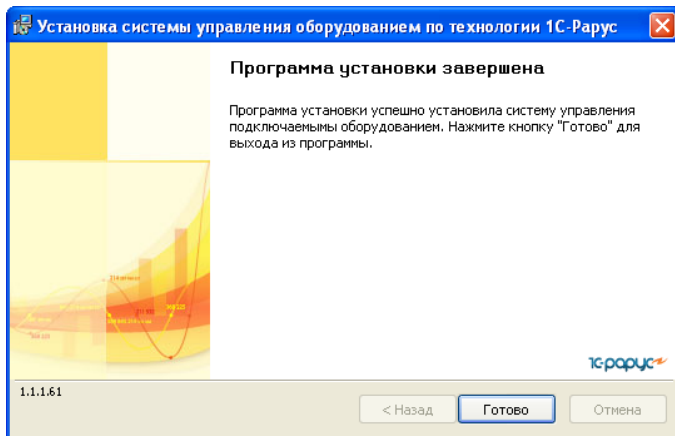 Установка системы управления оборудованием по технологии 1С-Рарус
Программа установки завершена
Программа установки успешно установила систему управления
подключаемымы оборудованием. Нажмите кнопку "Готово" для
выхода из программы.
1С-рарус
1.1.1.61
< Назад
Готово
Отмена